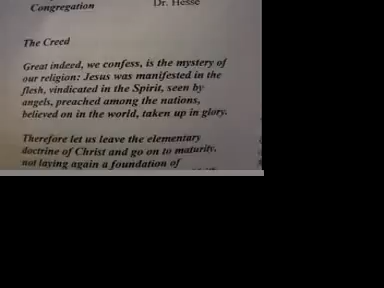 Congregation Dr. Hesse
The Creed
Great indeed, we confess, is the mystery of
our religion: Jesus was manifested in the
flesh, vindicated in the Spirit, seen by
angels, preached among the nations,
believed on in the world, taken up in glory.
Therefore let us leave the elementary
doctrine of Christ and go on to maturity,
not laying again a foundation of